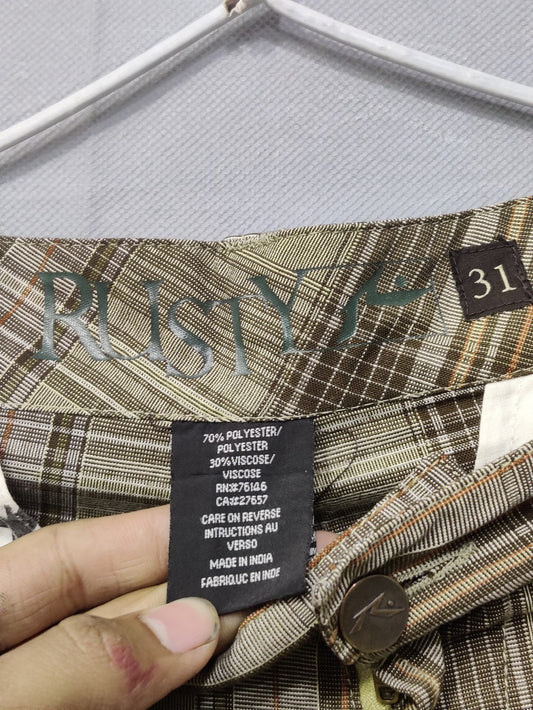 RUSTY
31
70% POLYESTER/
POLYESTER
30%VISCOSE/
VISCOSE
RN#76146
CA#27657
CARE ON REVERSE
INTRUCTIONS AU
VERSO
MADE IN INDIA
FABRIQUC EN INDE